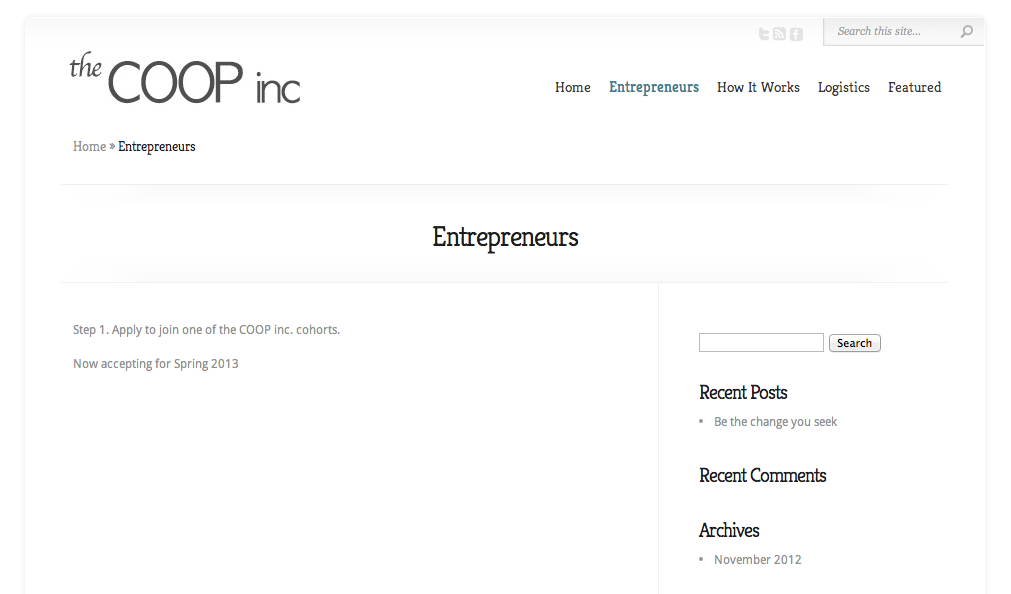 Search this site...
the COOP inc
Home Entrepreneurs How It Works Logistics Featured
Home » Entrepreneurs
Entrepreneurs
Step 1. Apply to join one of the COOP inc. cohorts.
Now accepting for Spring 2013
Search
Recent Posts
• Be the change you seek
Recent Comments
Archives
• November 2012